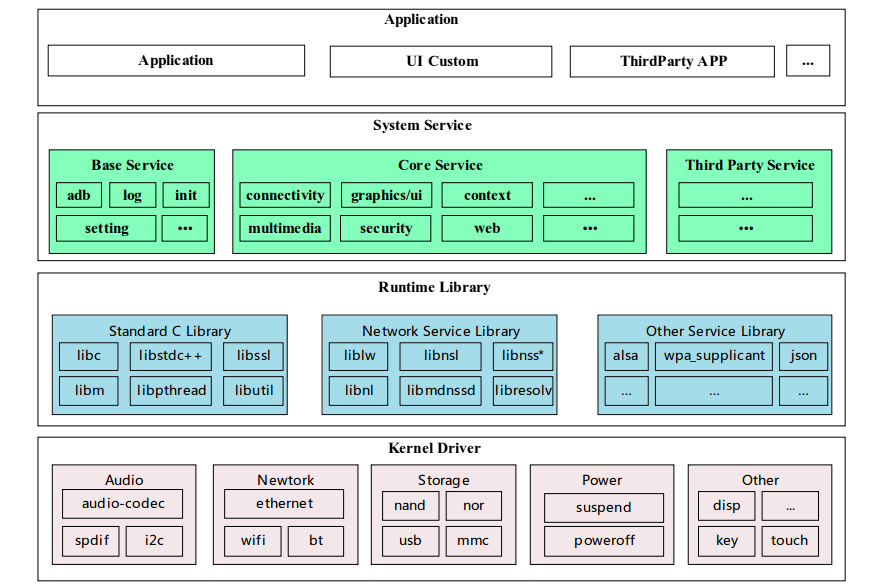 Application
Application UI Custom ThirdParty APP ...
System Service
Base Service Core Service Third Party Service
adb log init connectivity graphics/ui context ... ...
setting ... multimedia security web ... ...
Runtime Library
Standard C Library Network Service Library Other Service Library
libc libstdc++ libssl liblw libnsl libnss* alsa wpa_supplicant json
libm libpthread libutil libnl libmdnssd libresolv ... ... ...
Kernel Driver
Audio Newtork Storage Power Other
audio-codec ethernet nand nor suspend disp ...
spdif i2c wifi bt usb mmc poweroff key touch